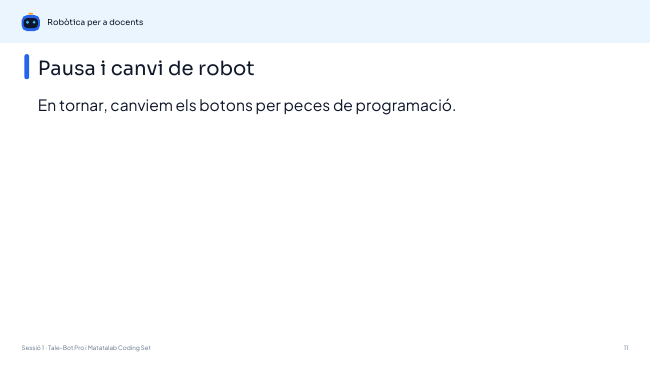 Robòtica per a docents
Pausa i canvi de robot
En tornar, canviem els botons per peces de programació.
Sessió 1 · Tale-Bot Pro i Matatalab Coding Set
11